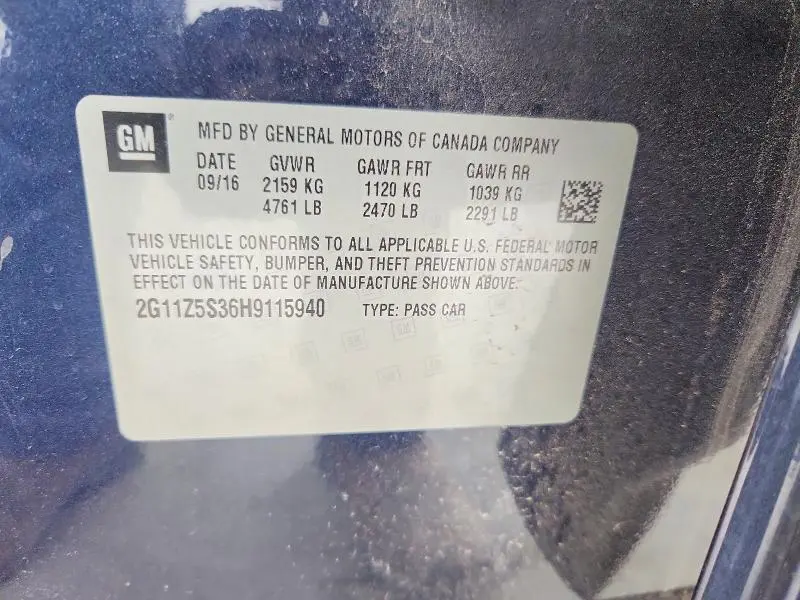 GM
MFD BY GENERAL MOTORS OF CANADA COMPANY
DATE GVWR GAWR FRT GAWR RR
09/16 2159 KG 1120 KG 1039 KG
4761 LB 2470 LB 2291 LB
THIS VEHICLE CONFORMS TO ALL APPLICABLE U.S. FEDERAL MOTOR
VEHICLE SAFETY, BUMPER, AND THEFT PREVENTION STANDARDS IN
EFFECT ON THE DATE OF MANUFACTURE SHOWN ABOVE.
2G11Z5S36H9115940 TYPE: PASS CAR